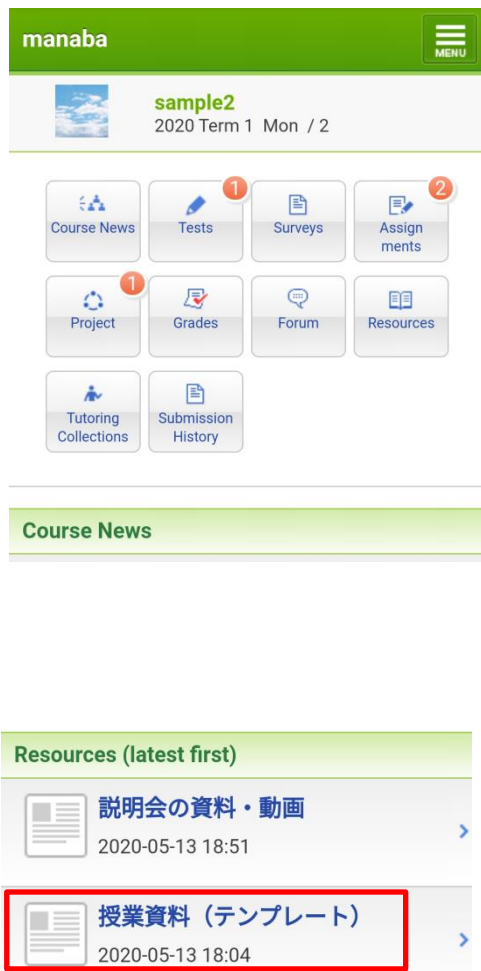 manaba
MENU
sample2
2020 Term 1 Mon / 2
Course News
1
Tests
Surveys
2
Assign
ments
1
Project
Grades
Forum
Resources
Tutoring
Collections
Submission
History
Course News
Resources (latest first)
説明会の資料・動画
2020-05-13 18:51
授業資料（テンプレート）
2020-05-13 18:04